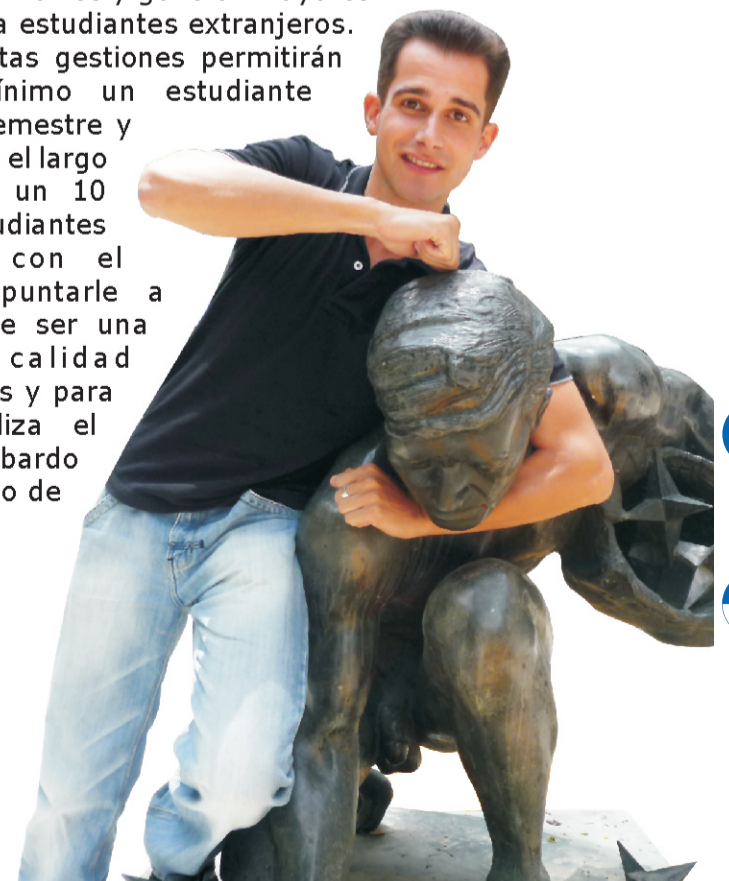 a estudiantes extranjeros.
tas gestiones permitirán
ínimo un estudiante
emestre y
el largo
un 10
udiantes
con el
puntarle a
e ser una
calidad
s y para
liza el
bardo
o de